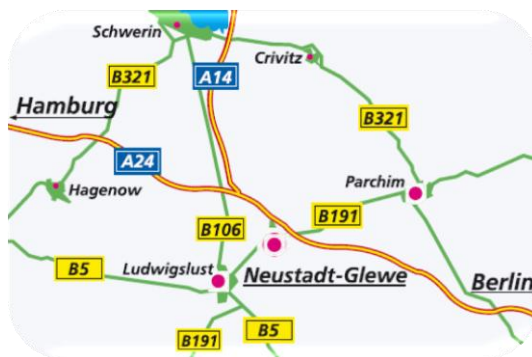 Schwerin
Crivitz
B321
A14
Hamburg
B321
A24
Hagenow
Parchim
B191
B106
B5
Ludwigslust
Neustadt-Glewe
Berlin
B191
B5